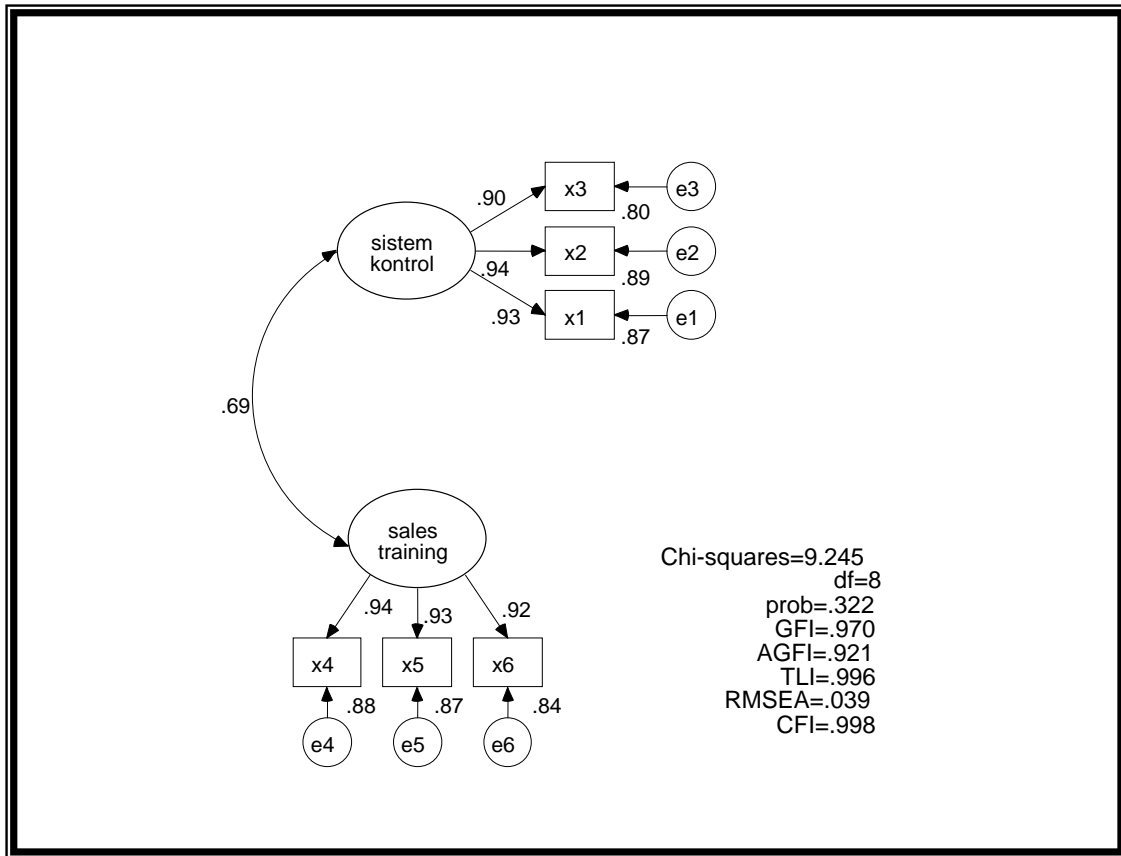 x3
e3
.90
.80
sistem
kontrol
x2
e2
.94
.89
x1
e1
.93
.87
.69
sales
training
Chi-squares=9.245
df=8
prob=.322
GFI=.970
AGFI=.921
TLI=.996
RMSEA=.039
CFI=.998
.94
.93
.92
x4
x5
x6
.88
.87
.84
e4
e5
e6